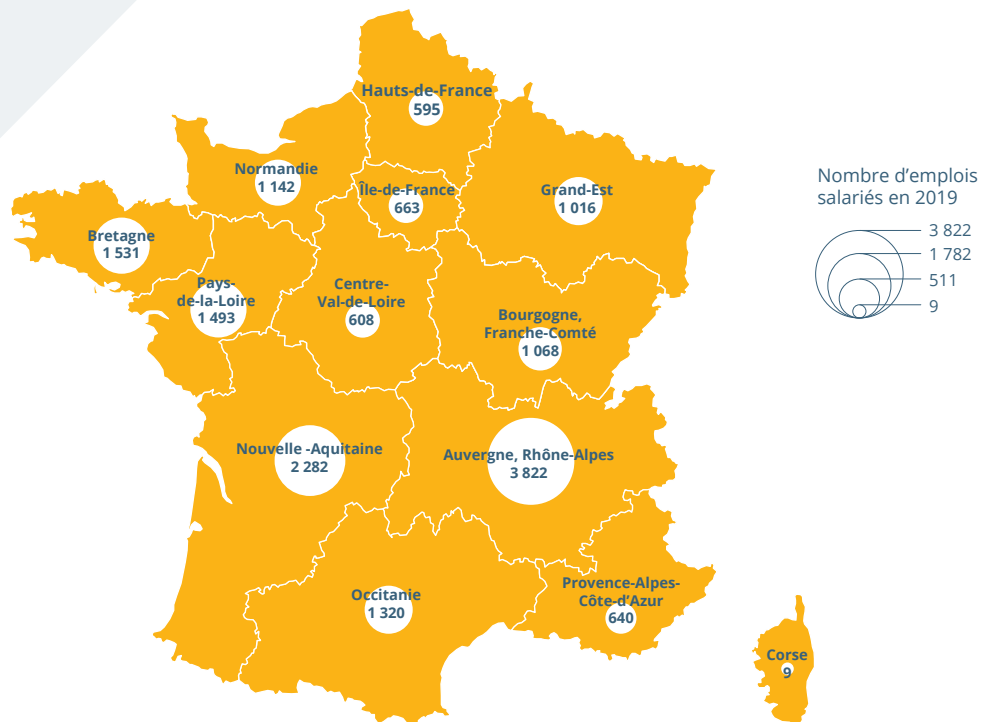 Hauts-de-France
595
Normandie
1 142
Île-de-France
663
Grand-Est
1 016
Nombre d'emplois
salariés en 2019
3 822
1 782
511
9
Bretagne
1 531
Pays-
de-la-Loire
1 493
Centre-
Val-de-Loire
608
Bourgogne,
Franche-Comté
1 068
Nouvelle -Aquitaine
2 282
Auvergne, Rhône-Alpes
3 822
Occitanie
1 320
Provence-Alpes-
Côte-d'Azur
640
Corse
9